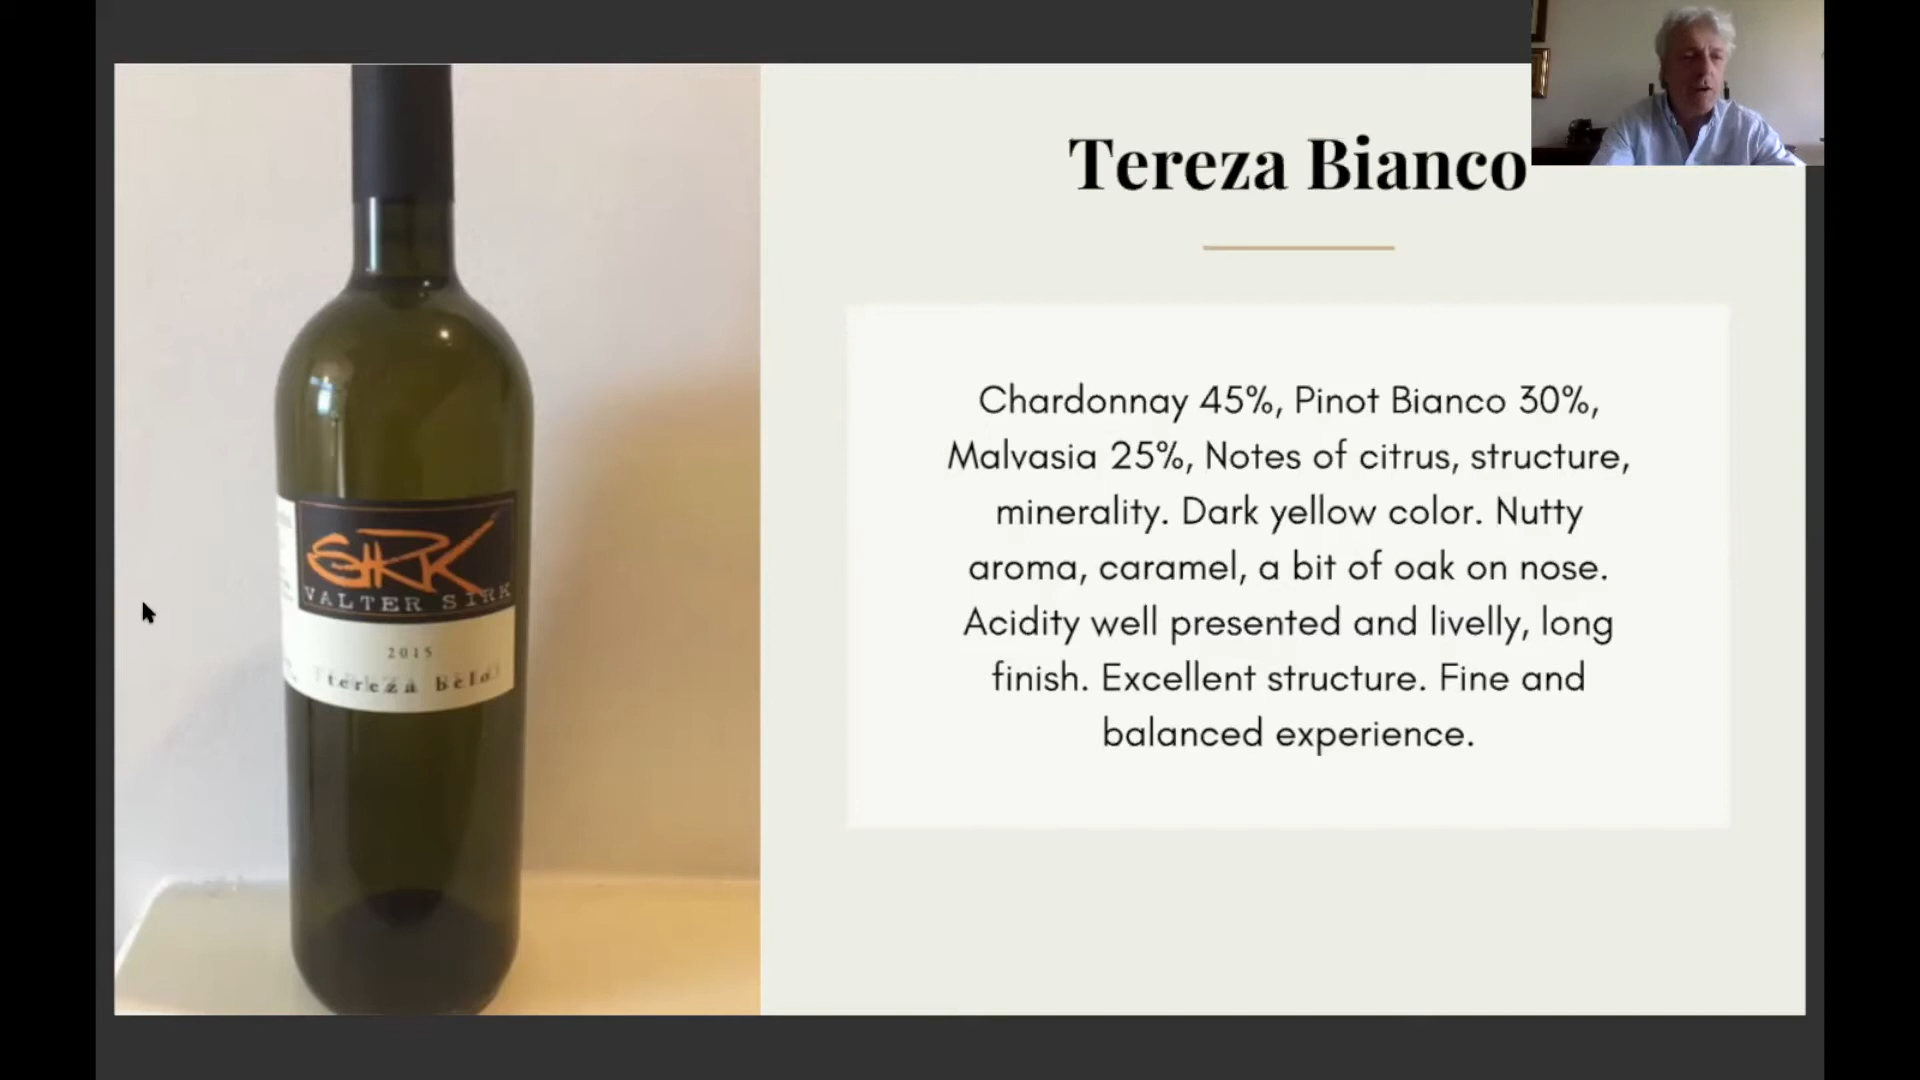 Tereza Bianco
Chardonnay 45%, Pinot Bianco 30%,
Malvasia 25%, Notes of citrus, structure,
minerality. Dark yellow color. Nutty
aroma, caramel, a bit of oak on nose.
Acidity well presented and livelly, long
finish. Excellent structure. Fine and
balanced experience.
SIRK
VALTER SIRK
2015
tereza belo